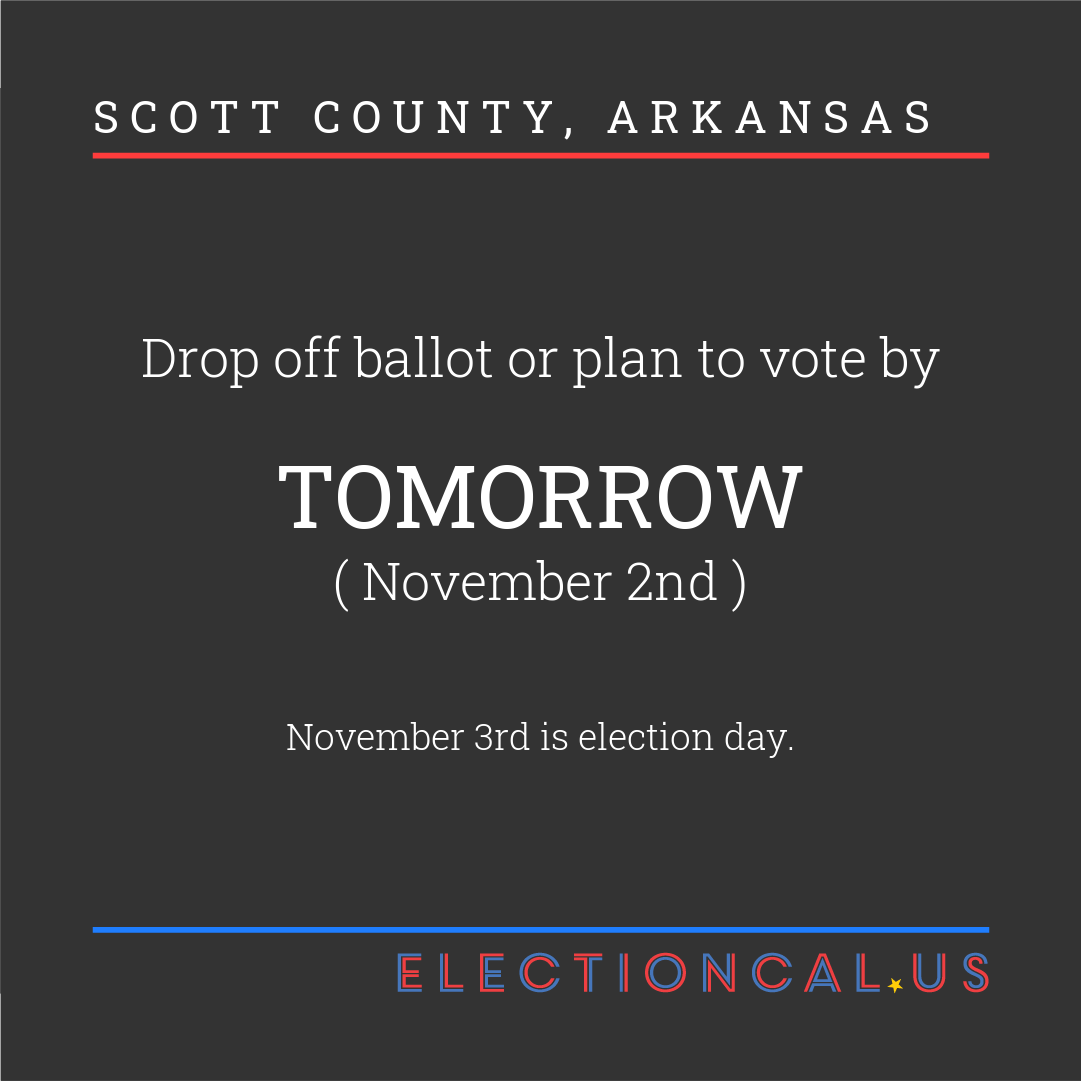 SCOTT COUNTY, ARKANSAS
Drop off ballot or plan to vote by
TOMORROW
( November 2nd )
November 3rd is election day.
ELECTIONCAL.US